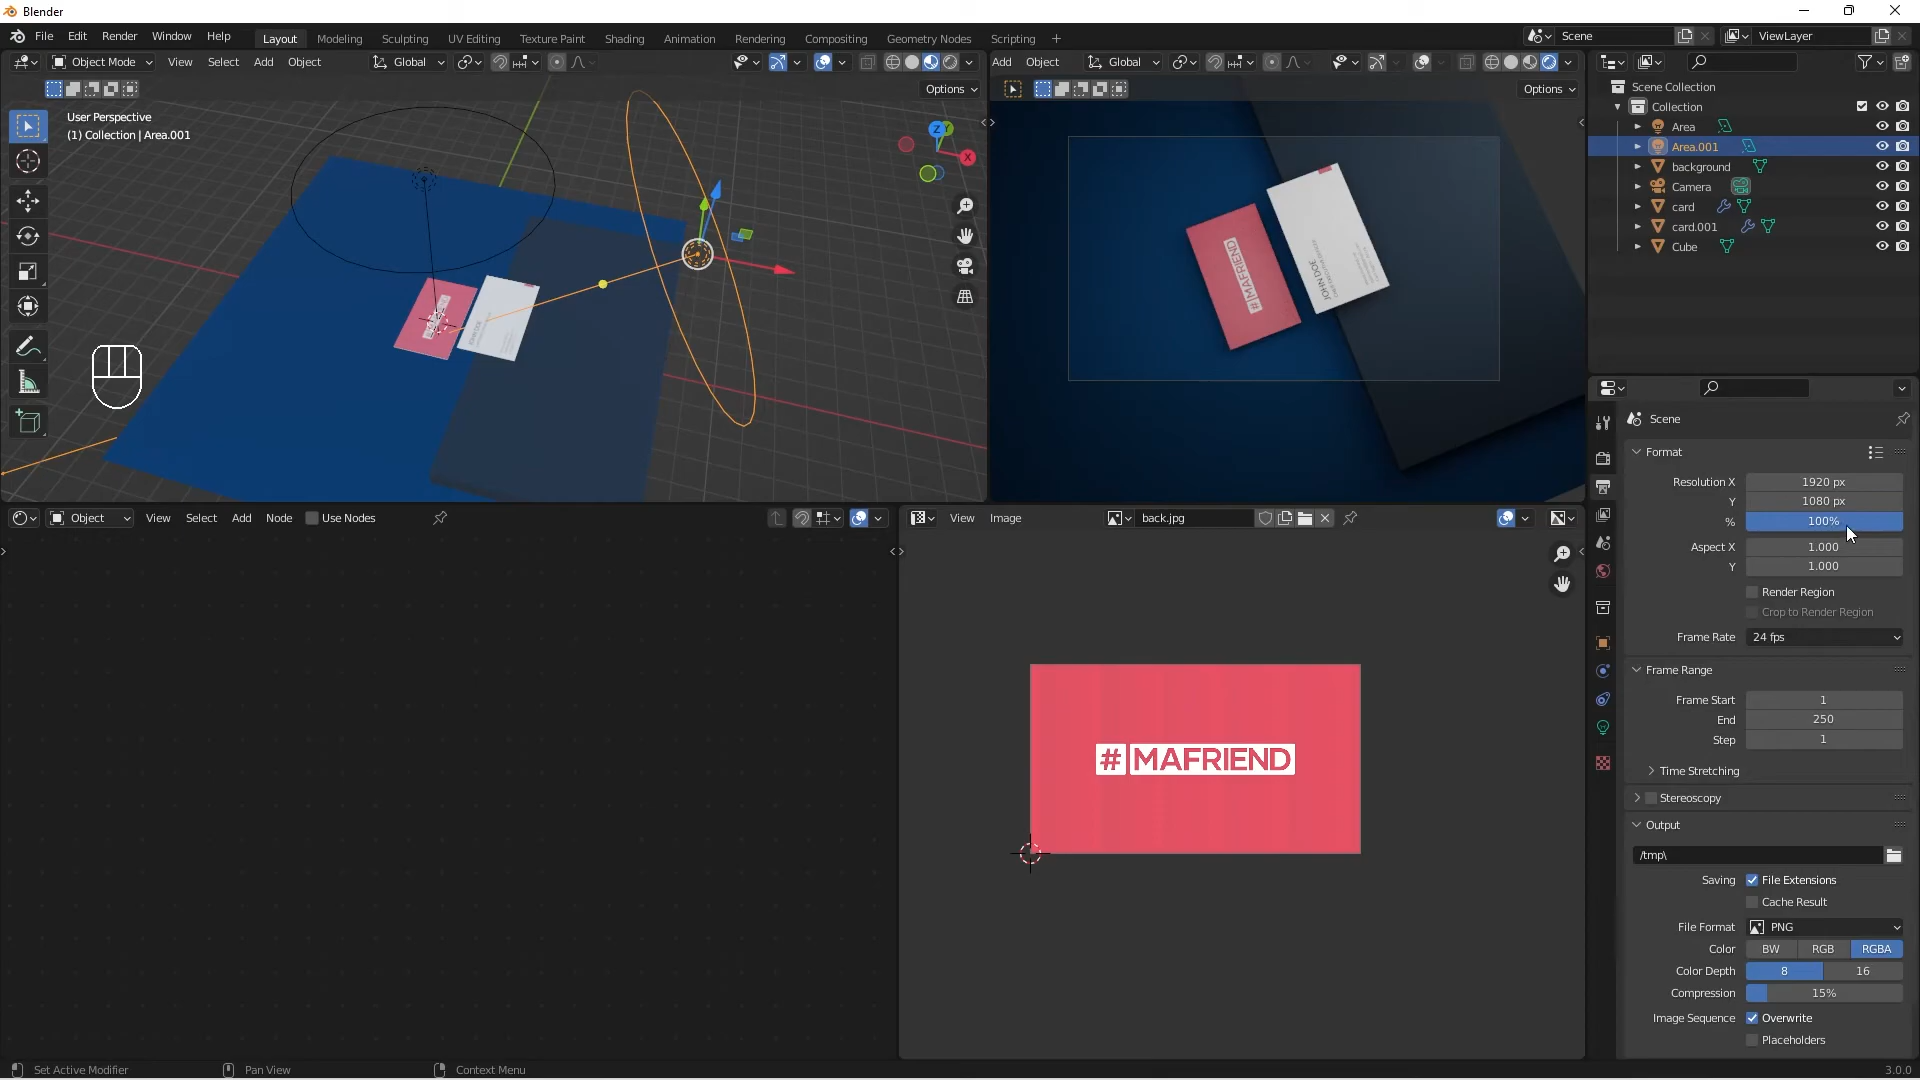 Blender
File Edit Render Window Help Layout Modeling Sculpting UV Editing Texture Paint Shading Animation Rendering Compositing Geometry Nodes Scripting + Scene ViewLayer
Object Mode View Select Add Object Global
Options
User Perspective
(1) Collection | Area.001
Z
Y
X
Add Object Global
Options
#MAFRIEND
JOHN DOE
Scene Collection
Collection
Area
Area.001
background
Camera
card
card.001
Cube
Scene
Format
Resolution X 1920 px
Y 1080 px
% 100%
Aspect X 1.000
Y 1.000
Render Region
Crop to Render Region
Frame Rate 24 fps
Frame Range
Frame Start 1
End 250
Step 1
Time Stretching
Stereoscopy
Output
/tmp\
Saving File Extensions
Cache Result
File Format PNG
Color BW RGB RGBA
Color Depth 8 16
Compression 15%
Image Sequence Overwrite
Placeholders
Object View Select Add Node Use Nodes
View Image back.jpg
# MAFRIEND
Set Active Modifier Pan View Context Menu 3.0.0